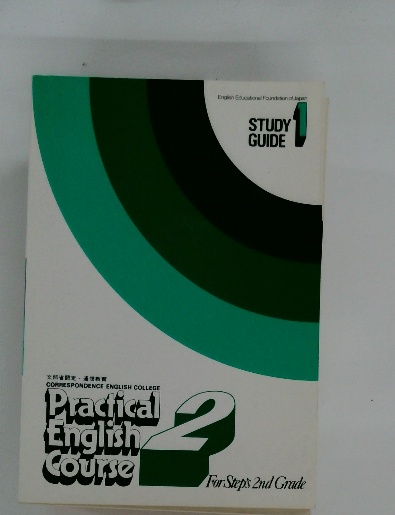 English Educational Foundation of Japan
STUDY 1
GUIDE
文部省認定・通信教育
CORRESPONDENCE ENGLISH COLLEGE
Practical
English 2
Course
For Step's 2nd Grade